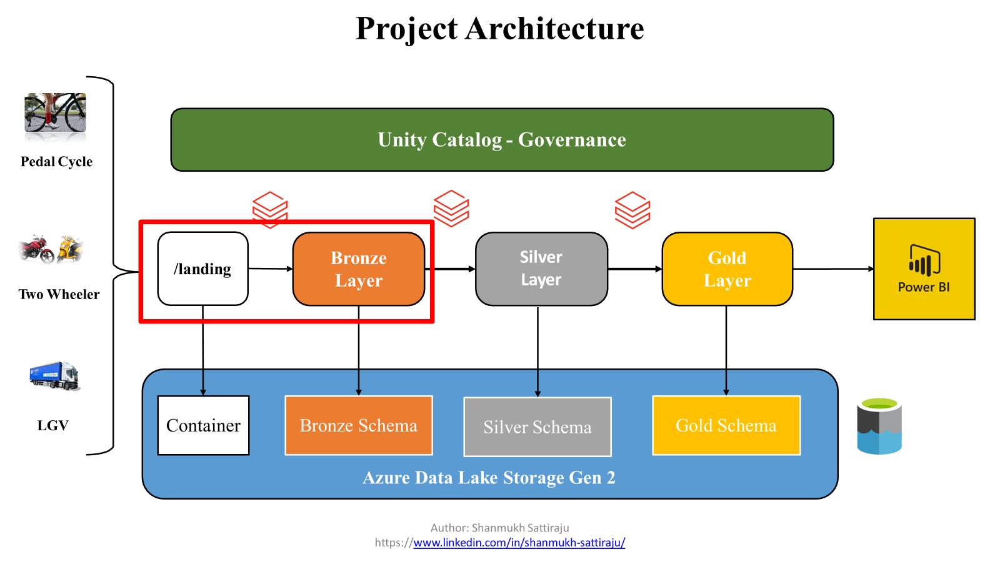 Project Architecture
Pedal Cycle
Unity Catalog - Governance
/landing
Bronze
Layer
Silver
Layer
Gold
Layer
Power BI
Two Wheeler
LGV
Container
Bronze Schema
Silver Schema
Gold Schema
Azure Data Lake Storage Gen 2
Author: Shanmukh Sattiraju
https://www.linkedin.com/in/shanmukh-sattiraju/